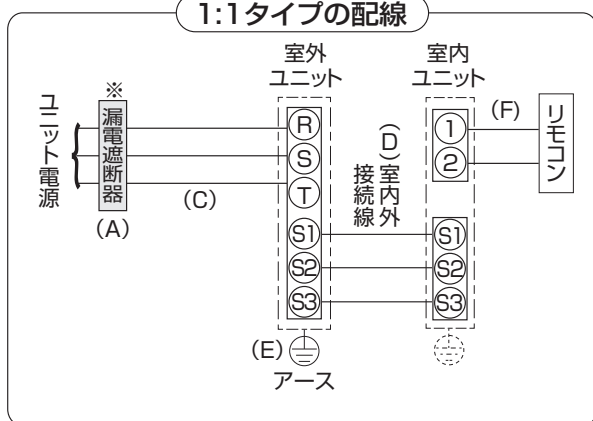 1:1タイプの配線
室外
ユニット
室内
ユニット
※
ユニット電源
漏電遮断器
(A)
(C)
R
S
T
S1
S2
S3
(D)室内外
接続線
1
2
S1
S2
S3
(F)
リモコン
(E)
アース